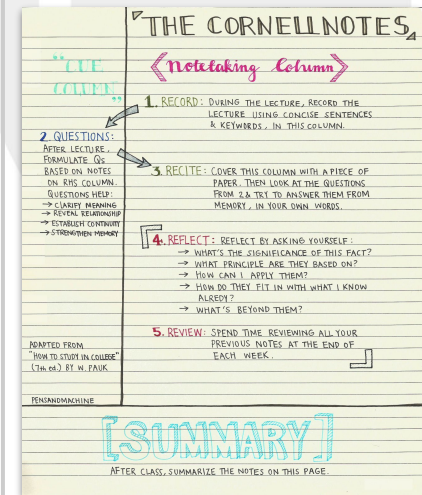 THE CORNELL NOTES
"CUE
COLUMN"
Notetaking Column
1. RECORD: DURING THE LECTURE, RECORD THE
LECTURE USING CONCISE SENTENCES
& KEYWORDS, IN THIS COLUMN.
2. QUESTIONS:
AFTER LECTURE,
FORMULATE Qs
BASED ON NOTES
ON RHS COLUMN.
QUESTIONS HELP:
→ CLARIFY MEANING
→ REVEAL RELATIONSHIP
→ ESTABLISH CONTINUITY
→ STRENGTHEN MEMORY
3. RECITE: COVER THIS COLUMN WITH A PIECE OF
PAPER. THEN LOOK AT THE QUESTIONS
FROM 2 & TRY TO ANSWER THEM FROM
MEMORY, IN YOUR OWN WORDS.
4. REFLECT: REFLECT BY ASKING YOURSELF:
→ WHAT'S THE SIGNIFICANCE OF THIS FACT?
→ WHAT PRINCIPLE ARE THEY BASED ON?
→ HOW CAN I APPLY THEM?
→ HOW DO THEY FIT IN WITH WHAT I KNOW
ALREDY?
→ WHAT'S BEYOND THEM?
5. REVIEW: SPEND TIME REVIEWING ALL YOUR
PREVIOUS NOTES AT THE END OF
EACH WEEK.
ADAPTED FROM
"HOW TO STUDY IN COLLEGE"
(7th ed.) BY W. PAUK
PENSANDMACHINE
[SUMMARY]
AFTER CLASS, SUMMARIZE THE NOTES ON THIS PAGE.